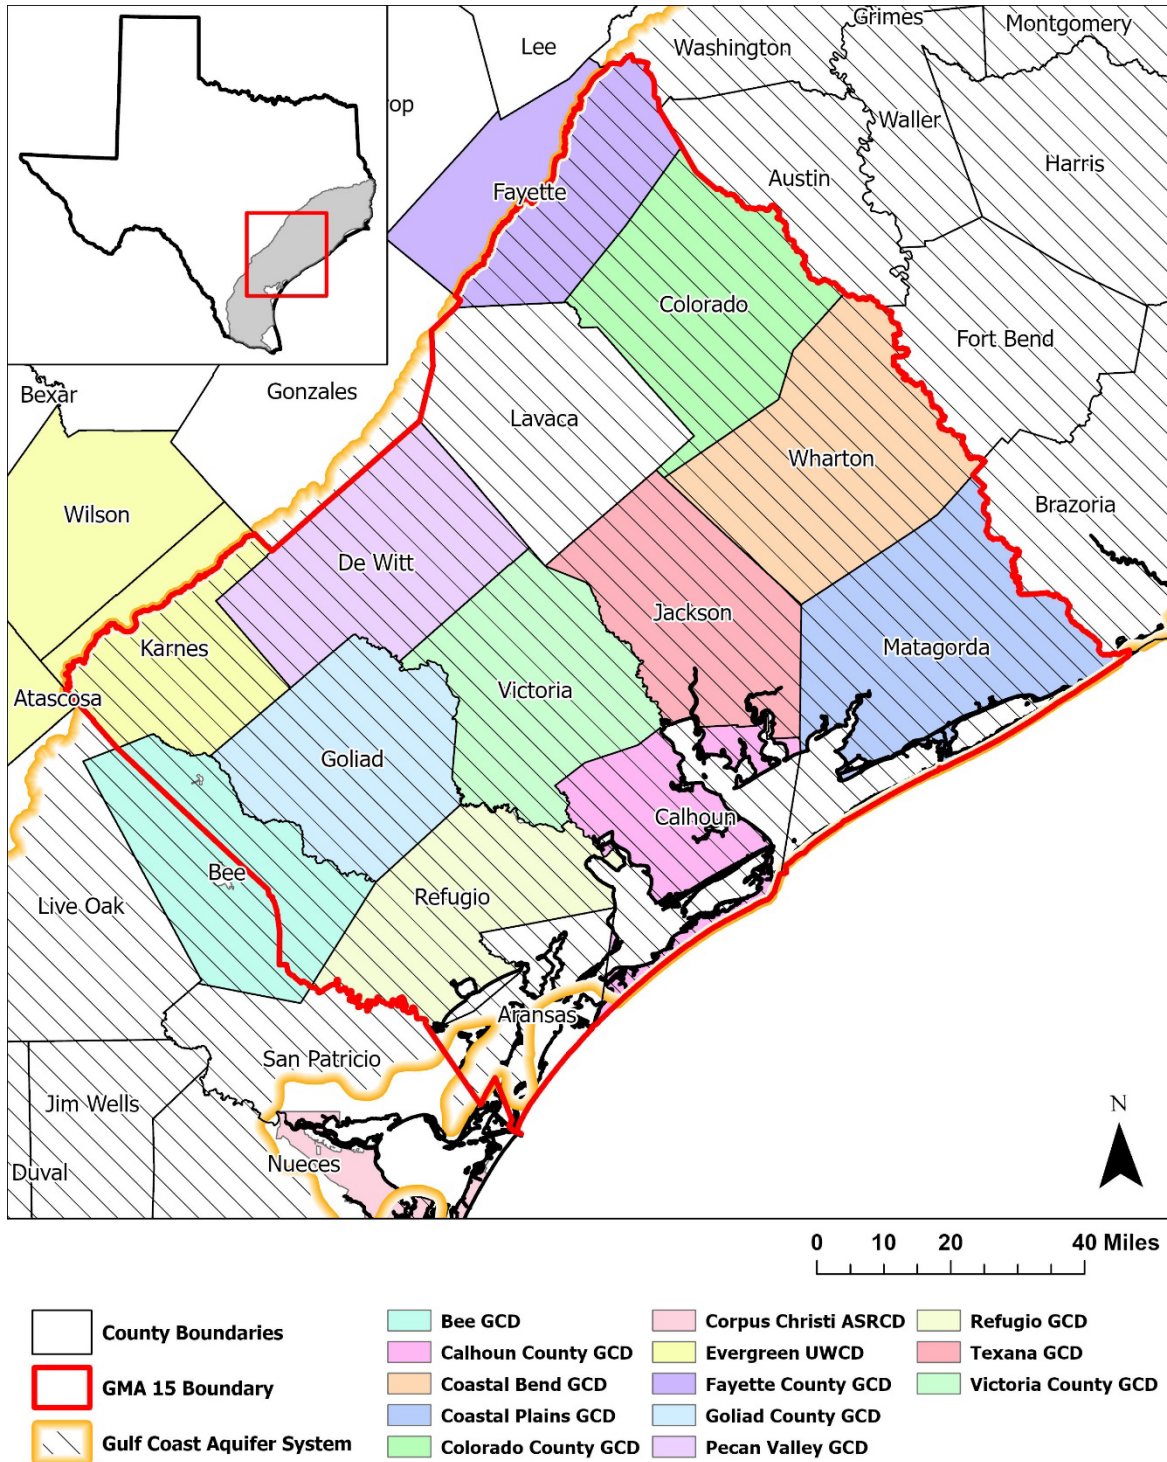 Lee
Washington
Grimes
Montgomery
op
Waller
Harris
Austin
Fayette
Colorado
Fort Bend
Bexar
Gonzales
Lavaca
Wharton
Brazoria
Wilson
De Witt
Jackson
Karnes
Matagorda
Atascosa
Victoria
Goliad
Calhoun
Bee
Refugio
Live Oak
Aransas
San Patricio
Jim Wells
N
Nueces
Duval
0 10 20 40 Miles
County Boundaries
GMA 15 Boundary
Gulf Coast Aquifer System
Bee GCD
Calhoun County GCD
Coastal Bend GCD
Coastal Plains GCD
Colorado County GCD
Corpus Christi ASRCD
Evergreen UWCD
Fayette County GCD
Goliad County GCD
Pecan Valley GCD
Refugio GCD
Texana GCD
Victoria County GCD